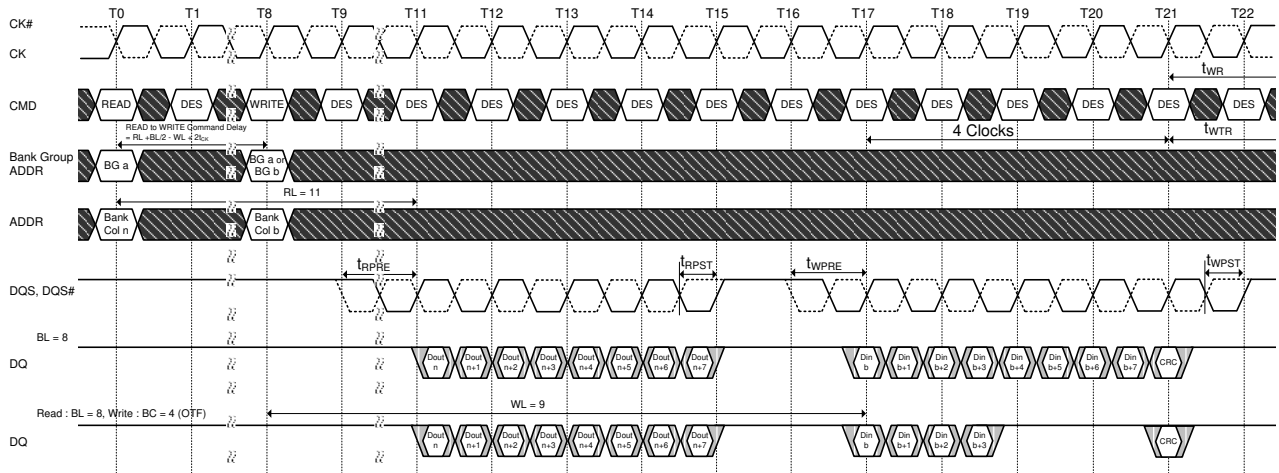 T0 T1 T8 T9 T11 T12 T13 T14 T15 T16 T17 T18 T19 T20 T21 T22
CK#
CK
tWR
CMD READ DES WRITE DES DES DES DES DES DES DES DES DES DES DES DES DES
READ to WRITE Command Delay
= RL +BL/2 - WL + 2tCK
4 Clocks
tWTR
Bank Group
ADDR
BG a
BG a or
BG b
RL = 11
ADDR
Bank
Col n
Bank
Col b
tRPRE tRPST tWPRE tWPST
DQS, DQS#
BL = 8
DQ
Dout n Dout n+1 Dout n+2 Dout n+3 Dout n+4 Dout n+5 Dout n+6 Dout n+7 Din b Din b+1 Din b+2 Din b+3 Din b+4 Din b+5 Din b+6 Din b+7 CRC
Read : BL = 8, Write : BC = 4 (OTF)
WL = 9
DQ
Dout n Dout n+1 Dout n+2 Dout n+3 Dout n+4 Dout n+5 Dout n+6 Dout n+7 Din b Din b+1 Din b+2 Din b+3 CRC